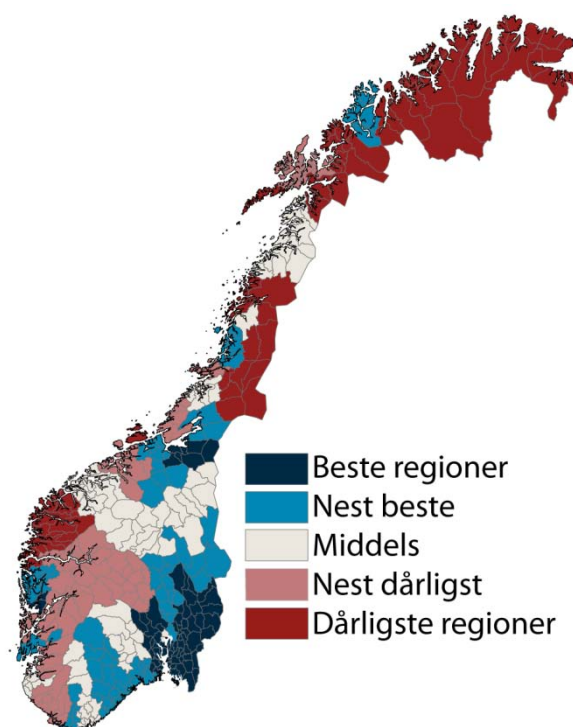 Beste regioner
Nest beste
Middels
Nest dårligst
Dårligste regioner